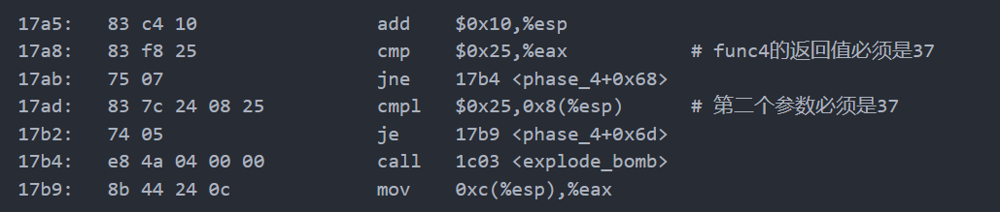 17a5:   83 c4 10                add    $0x10,%esp
17a8:   83 f8 25                cmp    $0x25,%eax        # func4的返回值必须是37
17ab:   75 07                   jne    17b4 <phase_4+0x68>
17ad:   83 7c 24 08 25          cmpl   $0x25,0x8(%esp)   # 第二个参数必须是37
17b2:   74 05                   je     17b9 <phase_4+0x6d>
17b4:   e8 4a 04 00 00          call   1c03 <explode_bomb>
17b9:   8b 44 24 0c             mov    0xc(%esp),%eax